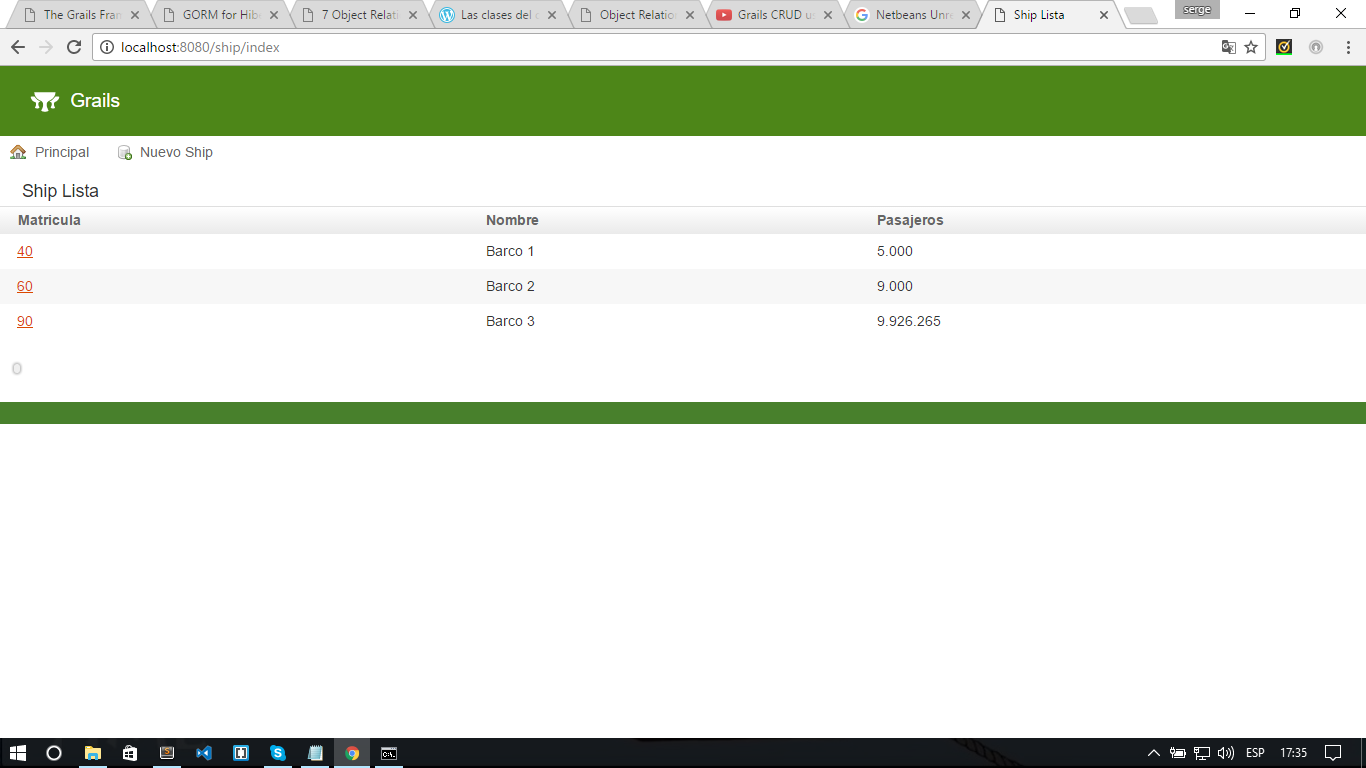 The Grails Fran
GORM for Hib
7 Object Relati
Las clases del
Object Relatio
Grails CRUD u
Netbeans Unr
Ship Lista
serge
localhost:8080/ship/index
Grails
Principal
Nuevo Ship
Ship Lista
Matricula Nombre Pasajeros
40 Barco 1 5.000
60 Barco 2 9.000
90 Barco 3 9.926.265
0
ESP
17:35